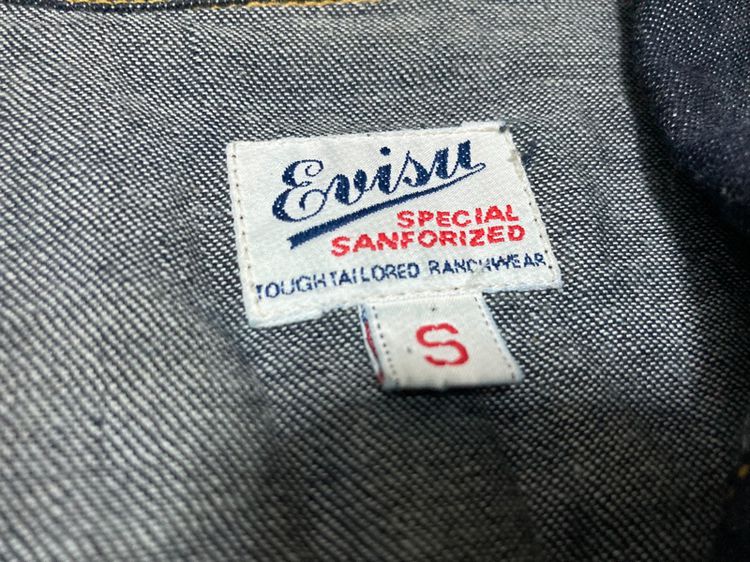 Evisu
SPECIAL
SANFORIZED
TOUGH TAILORED RANCHWEAR
S